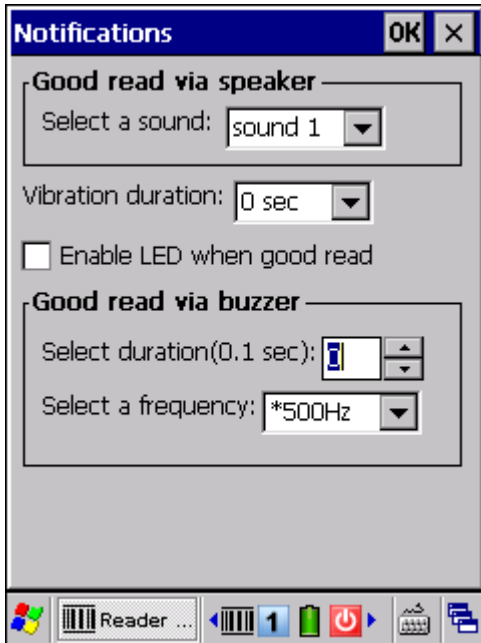 Notifications OK
Good read via speaker
Select a sound: sound 1
Vibration duration: 0 sec
Enable LED when good read
Good read via buzzer
Select duration(0.1 sec):
Select a frequency: *500Hz
Reader ... 1